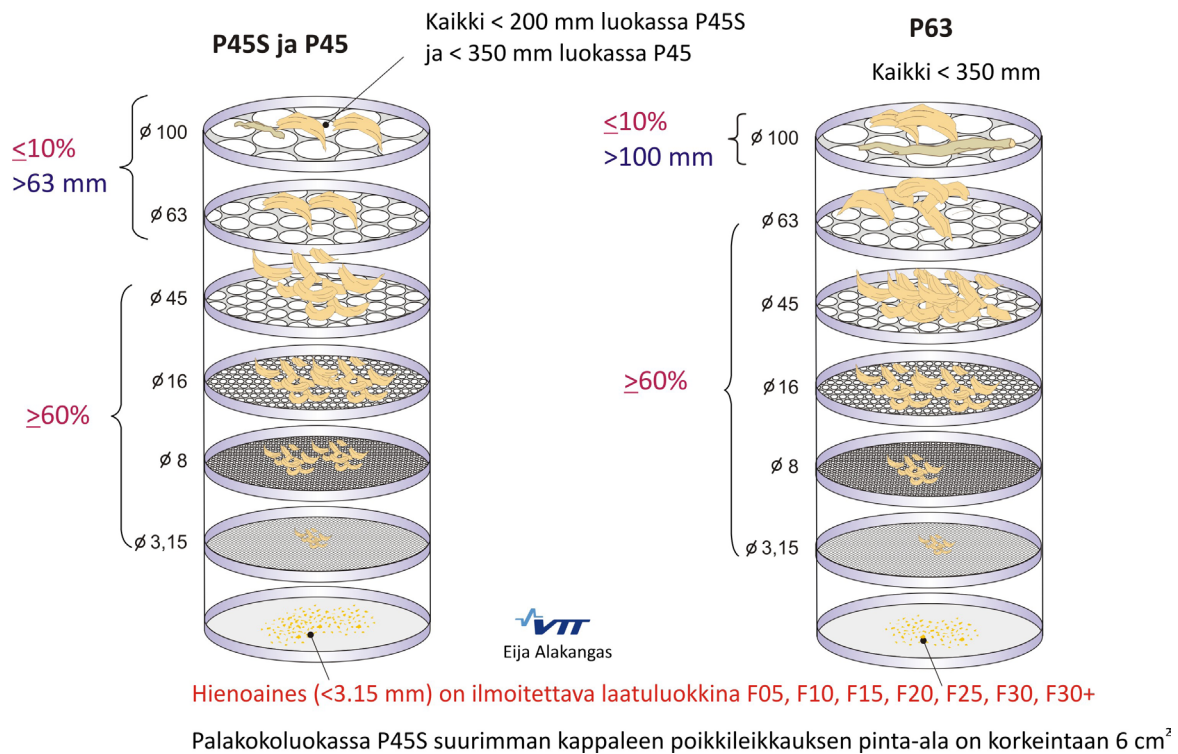 P45S ja P45
Kaikki < 200 mm luokassa P45S
ja < 350 mm luokassa P45
≤10%
>63 mm
ø 100
ø 63
ø 45
ø 16
≥60%
ø 8
ø 3,15
P63
Kaikki < 350 mm
≤10%
>100 mm
ø 100
ø 63
ø 45
ø 16
≥60%
ø 8
ø 3,15
VTT
Eija Alakangas
Hienoaines (<3.15 mm) on ilmoitettava laatuluokkina F05, F10, F15, F20, F25, F30, F30+
Palakokoluokassa P45S suurimman kappaleen poikkileikkauksen pinta-ala on korkeintaan 6 cm²